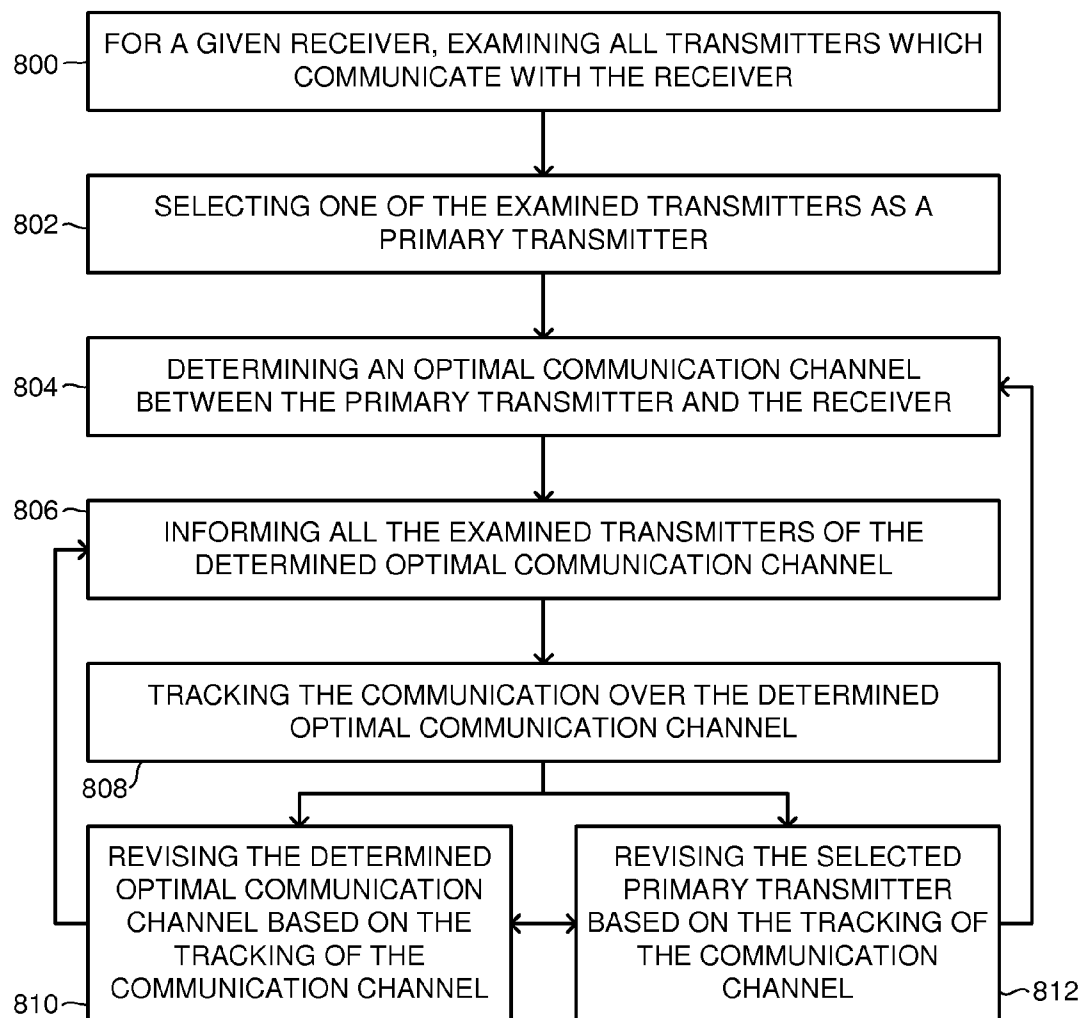 800
FOR A GIVEN RECEIVER, EXAMINING ALL TRANSMITTERS WHICH
COMMUNICATE WITH THE RECEIVER
802
SELECTING ONE OF THE EXAMINED TRANSMITTERS AS A
PRIMARY TRANSMITTER
804
DETERMINING AN OPTIMAL COMMUNICATION CHANNEL
BETWEEN THE PRIMARY TRANSMITTER AND THE RECEIVER
806
INFORMING ALL THE EXAMINED TRANSMITTERS OF THE
DETERMINED OPTIMAL COMMUNICATION CHANNEL
TRACKING THE COMMUNICATION OVER THE DETERMINED
OPTIMAL COMMUNICATION CHANNEL
808
REVISING THE DETERMINED
OPTIMAL COMMUNICATION
CHANNEL BASED ON THE
TRACKING OF THE
COMMUNICATION CHANNEL
810
REVISING THE SELECTED
PRIMARY TRANSMITTER
BASED ON THE TRACKING OF
THE COMMUNICATION
CHANNEL
812